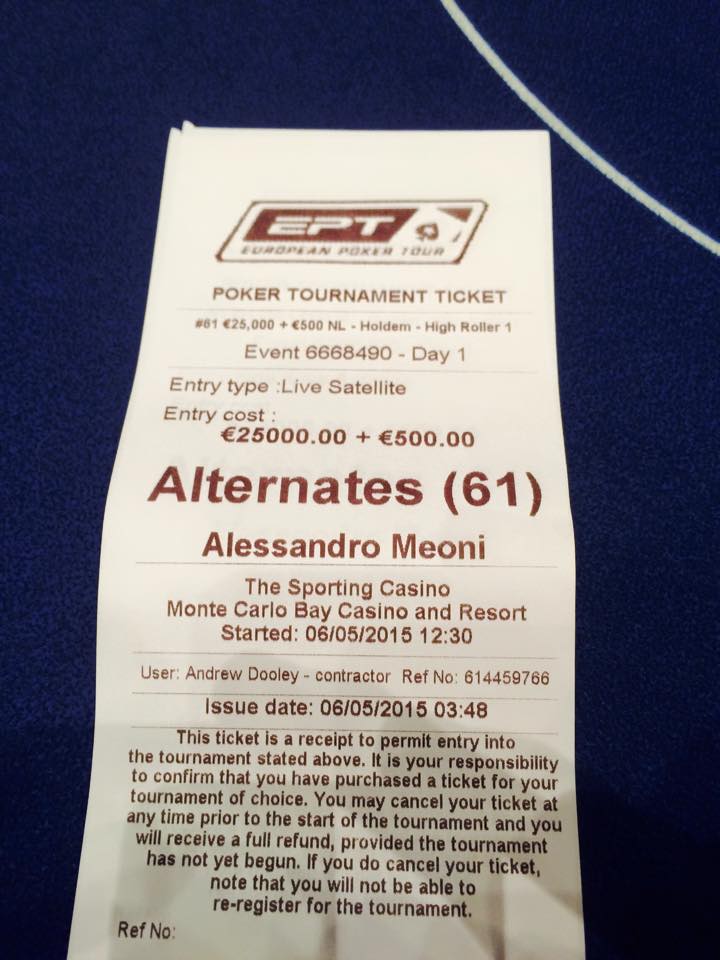 EPT
EUROPEAN POKER TOUR
POKER TOURNAMENT TICKET
#61 €25,000 + €500 NL - Holdem - High Roller 1
Event 6668490 - Day 1
Entry type :Live Satellite
Entry cost :
€25000.00 + €500.00
Alternates (61)
Alessandro Meoni
The Sporting Casino
Monte Carlo Bay Casino and Resort
Started: 06/05/2015 12:30
User: Andrew Dooley - contractor Ref No: 614459766
Issue date: 06/05/2015 03:48
This ticket is a receipt to permit entry into
the tournament stated above. It is your responsibility
to confirm that you have purchased a ticket for your
tournament of choice. You may cancel your ticket at
any time prior to the start of the tournament and you
will receive a full refund, provided the tournament
has not yet begun. If you do cancel your ticket,
note that you will not be able to
re-register for the tournament.
Ref No: